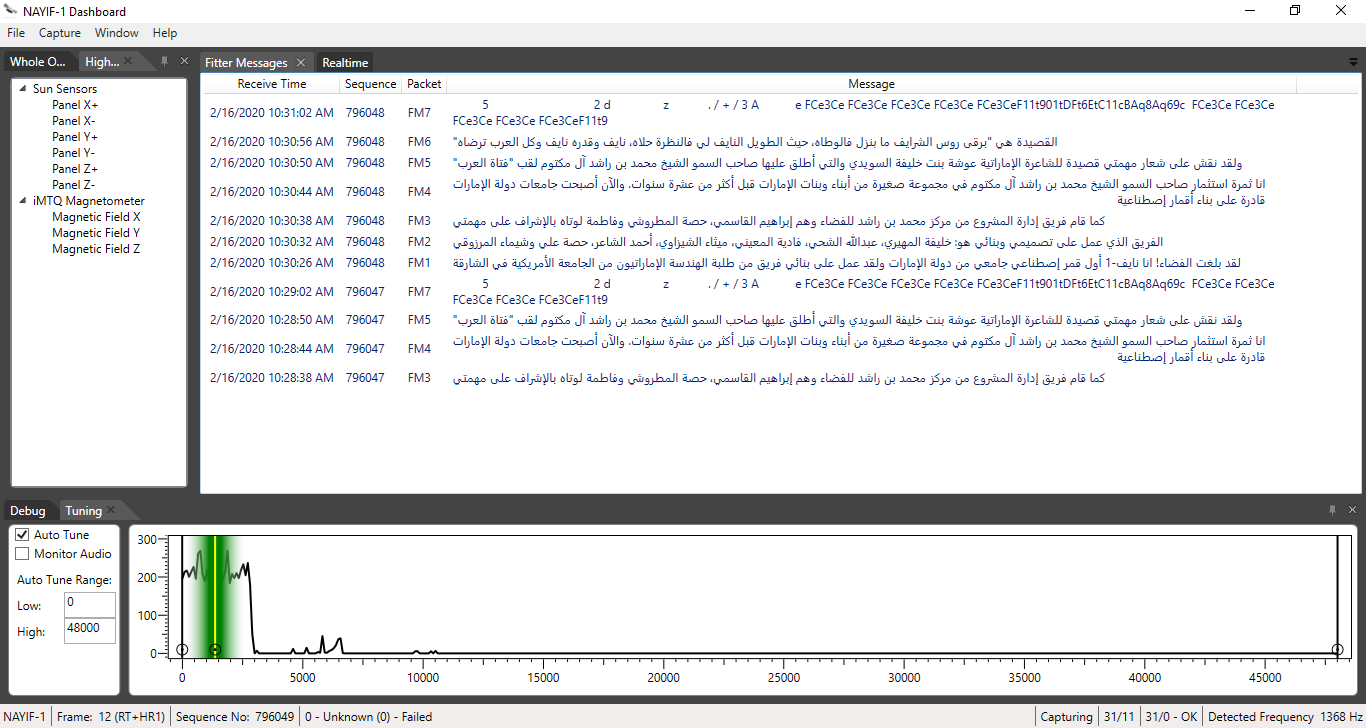 NAYIF-1 Dashboard
File Capture Window Help
Whole O... High...
Sun Sensors
Panel X+
Panel X-
Panel Y+
Panel Y-
Panel Z+
Panel Z-
iMTQ Magnetometer
Magnetic Field X
Magnetic Field Y
Magnetic Field Z
Fitter Messages Realtime
Receive Time Sequence Packet Message
2/16/2020 10:31:02 AM 796048 FM7 5 2 d z . / + / 3 A e FCe3Ce FCe3Ce FCe3Ce FCe3Ce FCe3CeF11t901tDFt6EtC11cBAq8Aq69c FCe3Ce FCe3Ce
FCe3Ce FCe3Ce FCe3CeF11t9
2/16/2020 10:30:56 AM 796048 FM6 القصيدة هي "برقى روس الشرايف ما بنزل فالوطاه، حيث الطويل النايف لي فالنظرة حلاه، نايف وقدره نايف وكل العرب ترضاه"
2/16/2020 10:30:50 AM 796048 FM5 ولقد نقش على شعار مهمتي قصيدة للشاعرة الإماراتية عوشة بنت خليفة السويدي والتي أطلق عليها صاحب السمو الشيخ محمد بن راشد آل مكتوم لقب "فتاة العرب"
2/16/2020 10:30:44 AM 796048 FM4 انا ثمرة استثمار صاحب السمو الشيخ محمد بن راشد آل مكتوم في مجموعة صغيرة من أبناء وبنات الإمارات قبل أكثر من عشرة سنوات، والآن أصبحت جامعات دولة الإمارات
قادرة على بناء أقمار إصطناعية
2/16/2020 10:30:38 AM 796048 FM3 كما قام فريق إدارة المشروع من مركز محمد بن راشد للفضاء وهم إبراهيم القاسمي، حصة المطروشي وفاطمة لوتاه بالإشراف على مهمتي
2/16/2020 10:30:32 AM 796048 FM2 الفريق الذي عمل على تصميمي وبنائي هو: خليفة المهيري، عبدالله الشحي، فادية المعيني، ميثاء الشيزاوي، أحمد الشاعر، حصة علي وشيماء المرزوقي
2/16/2020 10:30:26 AM 796048 FM1 لقد بلغت الفضاء! انا نايف-1 أول قمر إصطناعي جامعي من دولة الإمارات ولقد عمل على بنائي فريق من طلبة الهندسة الإماراتيون من الجامعة الأمريكية في الشارقة
2/16/2020 10:29:02 AM 796047 FM7 5 2 d z . / + / 3 A e FCe3Ce FCe3Ce FCe3Ce FCe3Ce FCe3CeF11t901tDFt6EtC11cBAq8Aq69c FCe3Ce FCe3Ce
FCe3Ce FCe3Ce FCe3CeF11t9
2/16/2020 10:28:50 AM 796047 FM5 ولقد نقش على شعار مهمتي قصيدة للشاعرة الإماراتية عوشة بنت خليفة السويدي والتي أطلق عليها صاحب السمو الشيخ محمد بن راشد آل مكتوم لقب "فتاة العرب"
2/16/2020 10:28:44 AM 796047 FM4 انا ثمرة استثمار صاحب السمو الشيخ محمد بن راشد آل مكتوم في مجموعة صغيرة من أبناء وبنات الإمارات قبل أكثر من عشرة سنوات، والآن أصبحت جامعات دولة الإمارات
قادرة على بناء أقمار إصطناعية
2/16/2020 10:28:38 AM 796047 FM3 كما قام فريق إدارة المشروع من مركز محمد بن راشد للفضاء وهم إبراهيم القاسمي، حصة المطروشي وفاطمة لوتاه بالإشراف على مهمتي
Debug Tuning
Auto Tune
Monitor Audio
Auto Tune Range:
Low: 0
High: 48000
300
200
100
0
0 5000 10000 15000 20000 25000 30000 35000 40000 45000
NAYIF-1 Frame: 12 (RT+HR1) Sequence No: 796049 0 - Unknown (0) - Failed Capturing 31/11 31/0 - OK Detected Frequency 1368 Hz